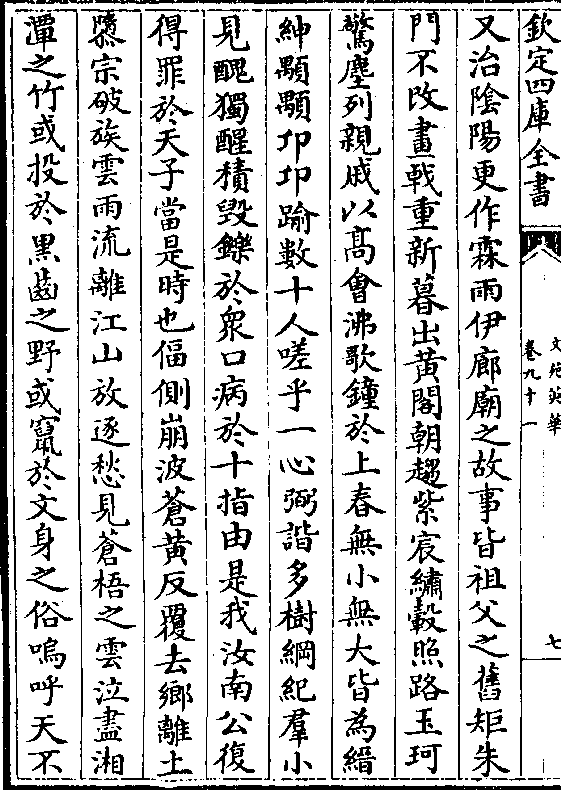 欽定四庫全書
文苑英華
卷九十一
七
又治陰陽更作霖雨伊廊廟之故事皆祖父之舊矩朱
門不改畫戟重新暮出黄閣朝趨紫宸繡轂照路玉珂
驚塵列親戚以髙㑹沸歌鐘於上春無小無大皆為縉
紳顒顒卬卬踰數十人嗟乎一心弼諧多樹綱紀羣小
見醜獨醒積毀鑠於衆口病於十指由是我汝南公復
得罪於天子當是時也偪側崩波蒼黄反覆去鄉離土
隳宗破族雲雨流離江山放逐愁見蒼梧之雲泣盡湘
潭之竹或投於黒齒之野或竄於文身之俗嗚呼天不